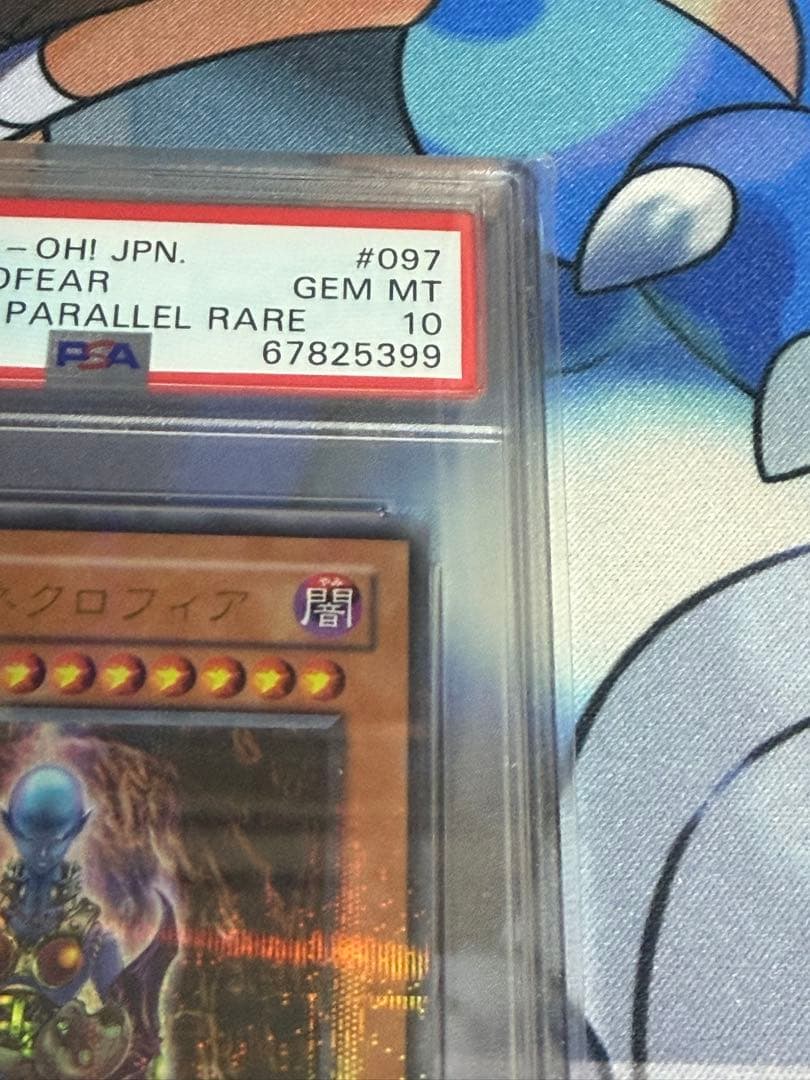 –OH! JPN. #097
OFEAR GEM MT
PARALLEL RARE 10
PSA 67825399
ネクロフィア
やみ
闇